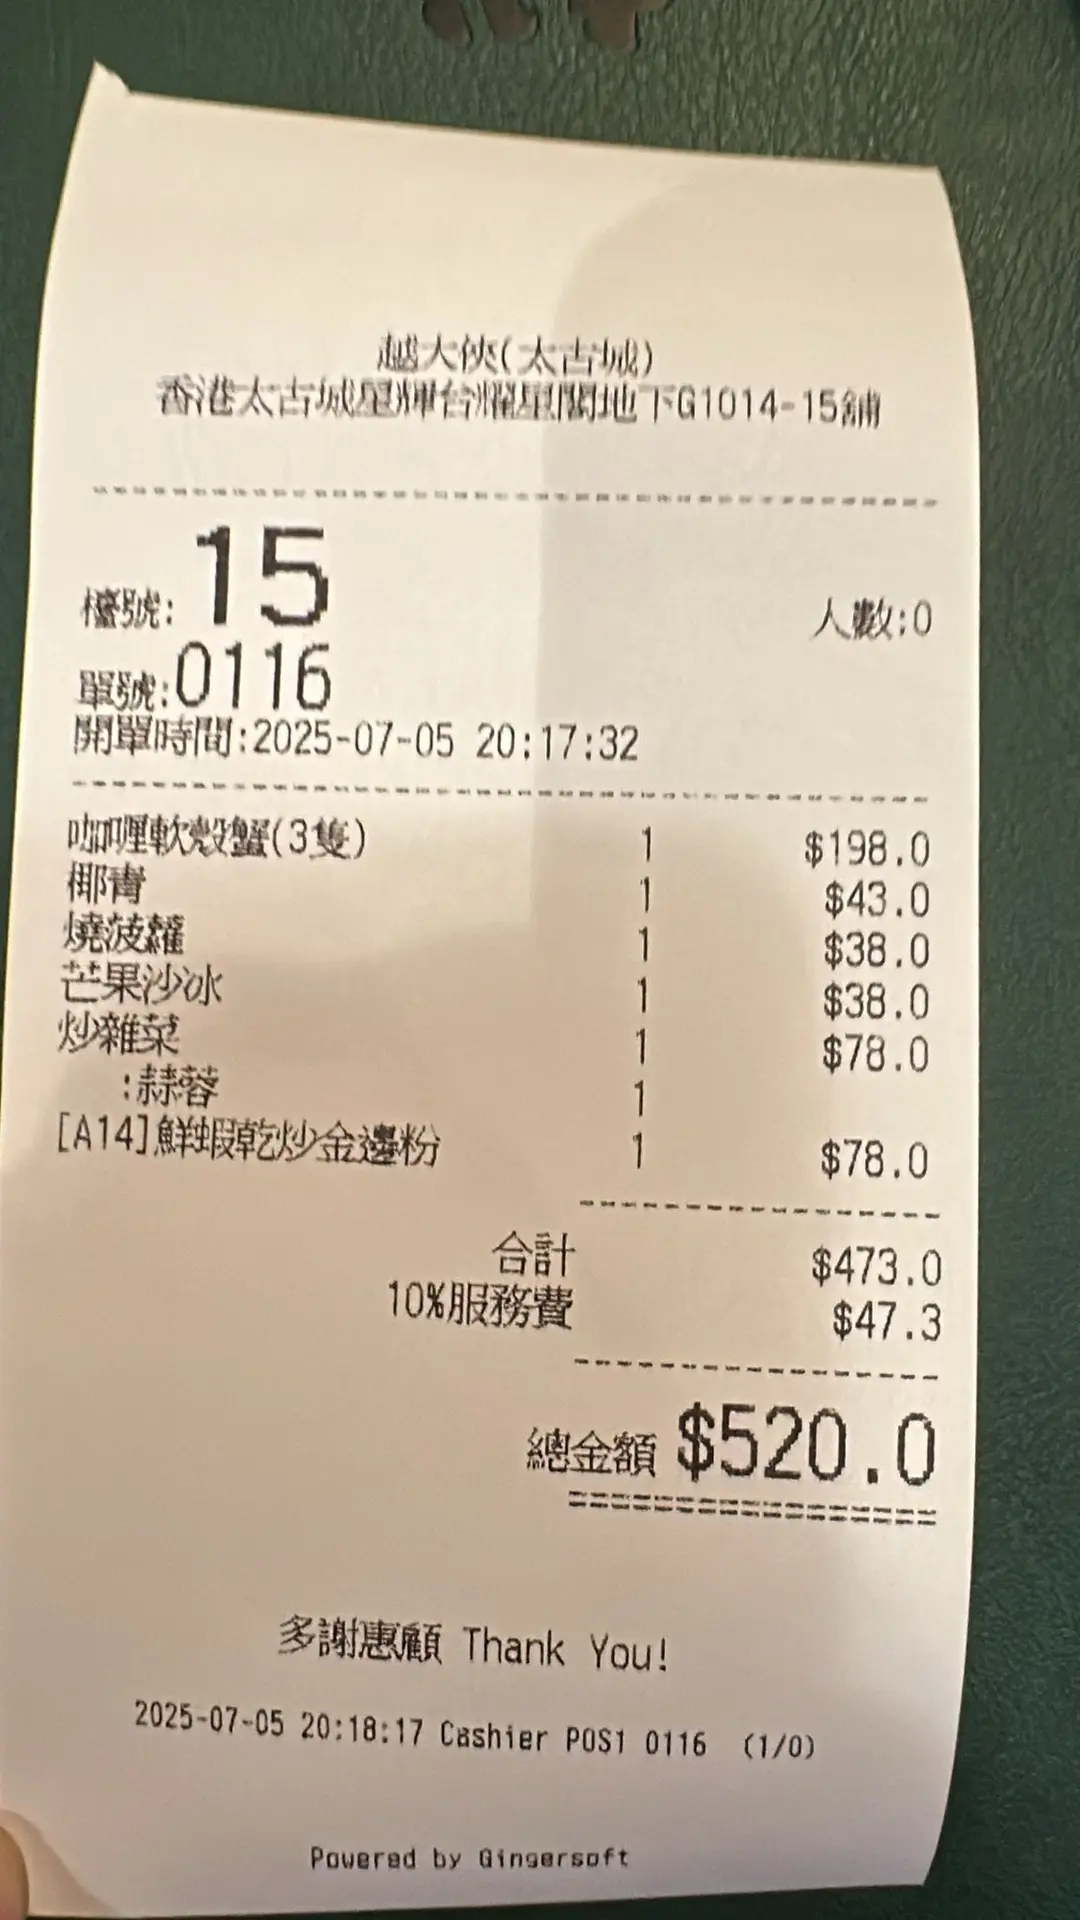 越大俠(太古城)
香港太古城星輝台耀星閣地下G1014-15舖
檯號: 15
人數:0
單號:0116
開單時間:2025-07-05 20:17:32
咖喱軟殼蟹(3隻) 1 $198.0
椰青 1 $43.0
燒菠蘿 1 $38.0
芒果沙冰 1 $38.0
炒雜菜 1 $78.0
:蒜蓉 1
[A14]鮮蝦乾炒金邊粉 1 $78.0
合計 $473.0
10%服務費 $47.3
總金額 $520.0
多謝惠顧 Thank You!
2025-07-05 20:18:17 Cashier POS1 0116 (1/0)
Powered by Gingersoft